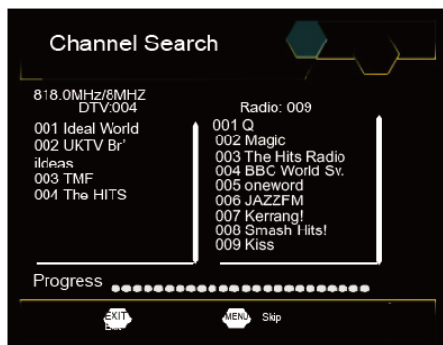 Channel Search
818.0MHz/8MHZ
DTV:004
Radio: 009
001 Ideal World
002 UKTV Br'
ildeas
003 TMF
004 The HITS
001 Q
002 Magic
003 The Hits Radio
004 BBC World Sv.
005 oneword
006 JAZZFM
007 Kerrang!
008 Smash Hits!
009 Kiss
Progress
EXIT
MENU Skip